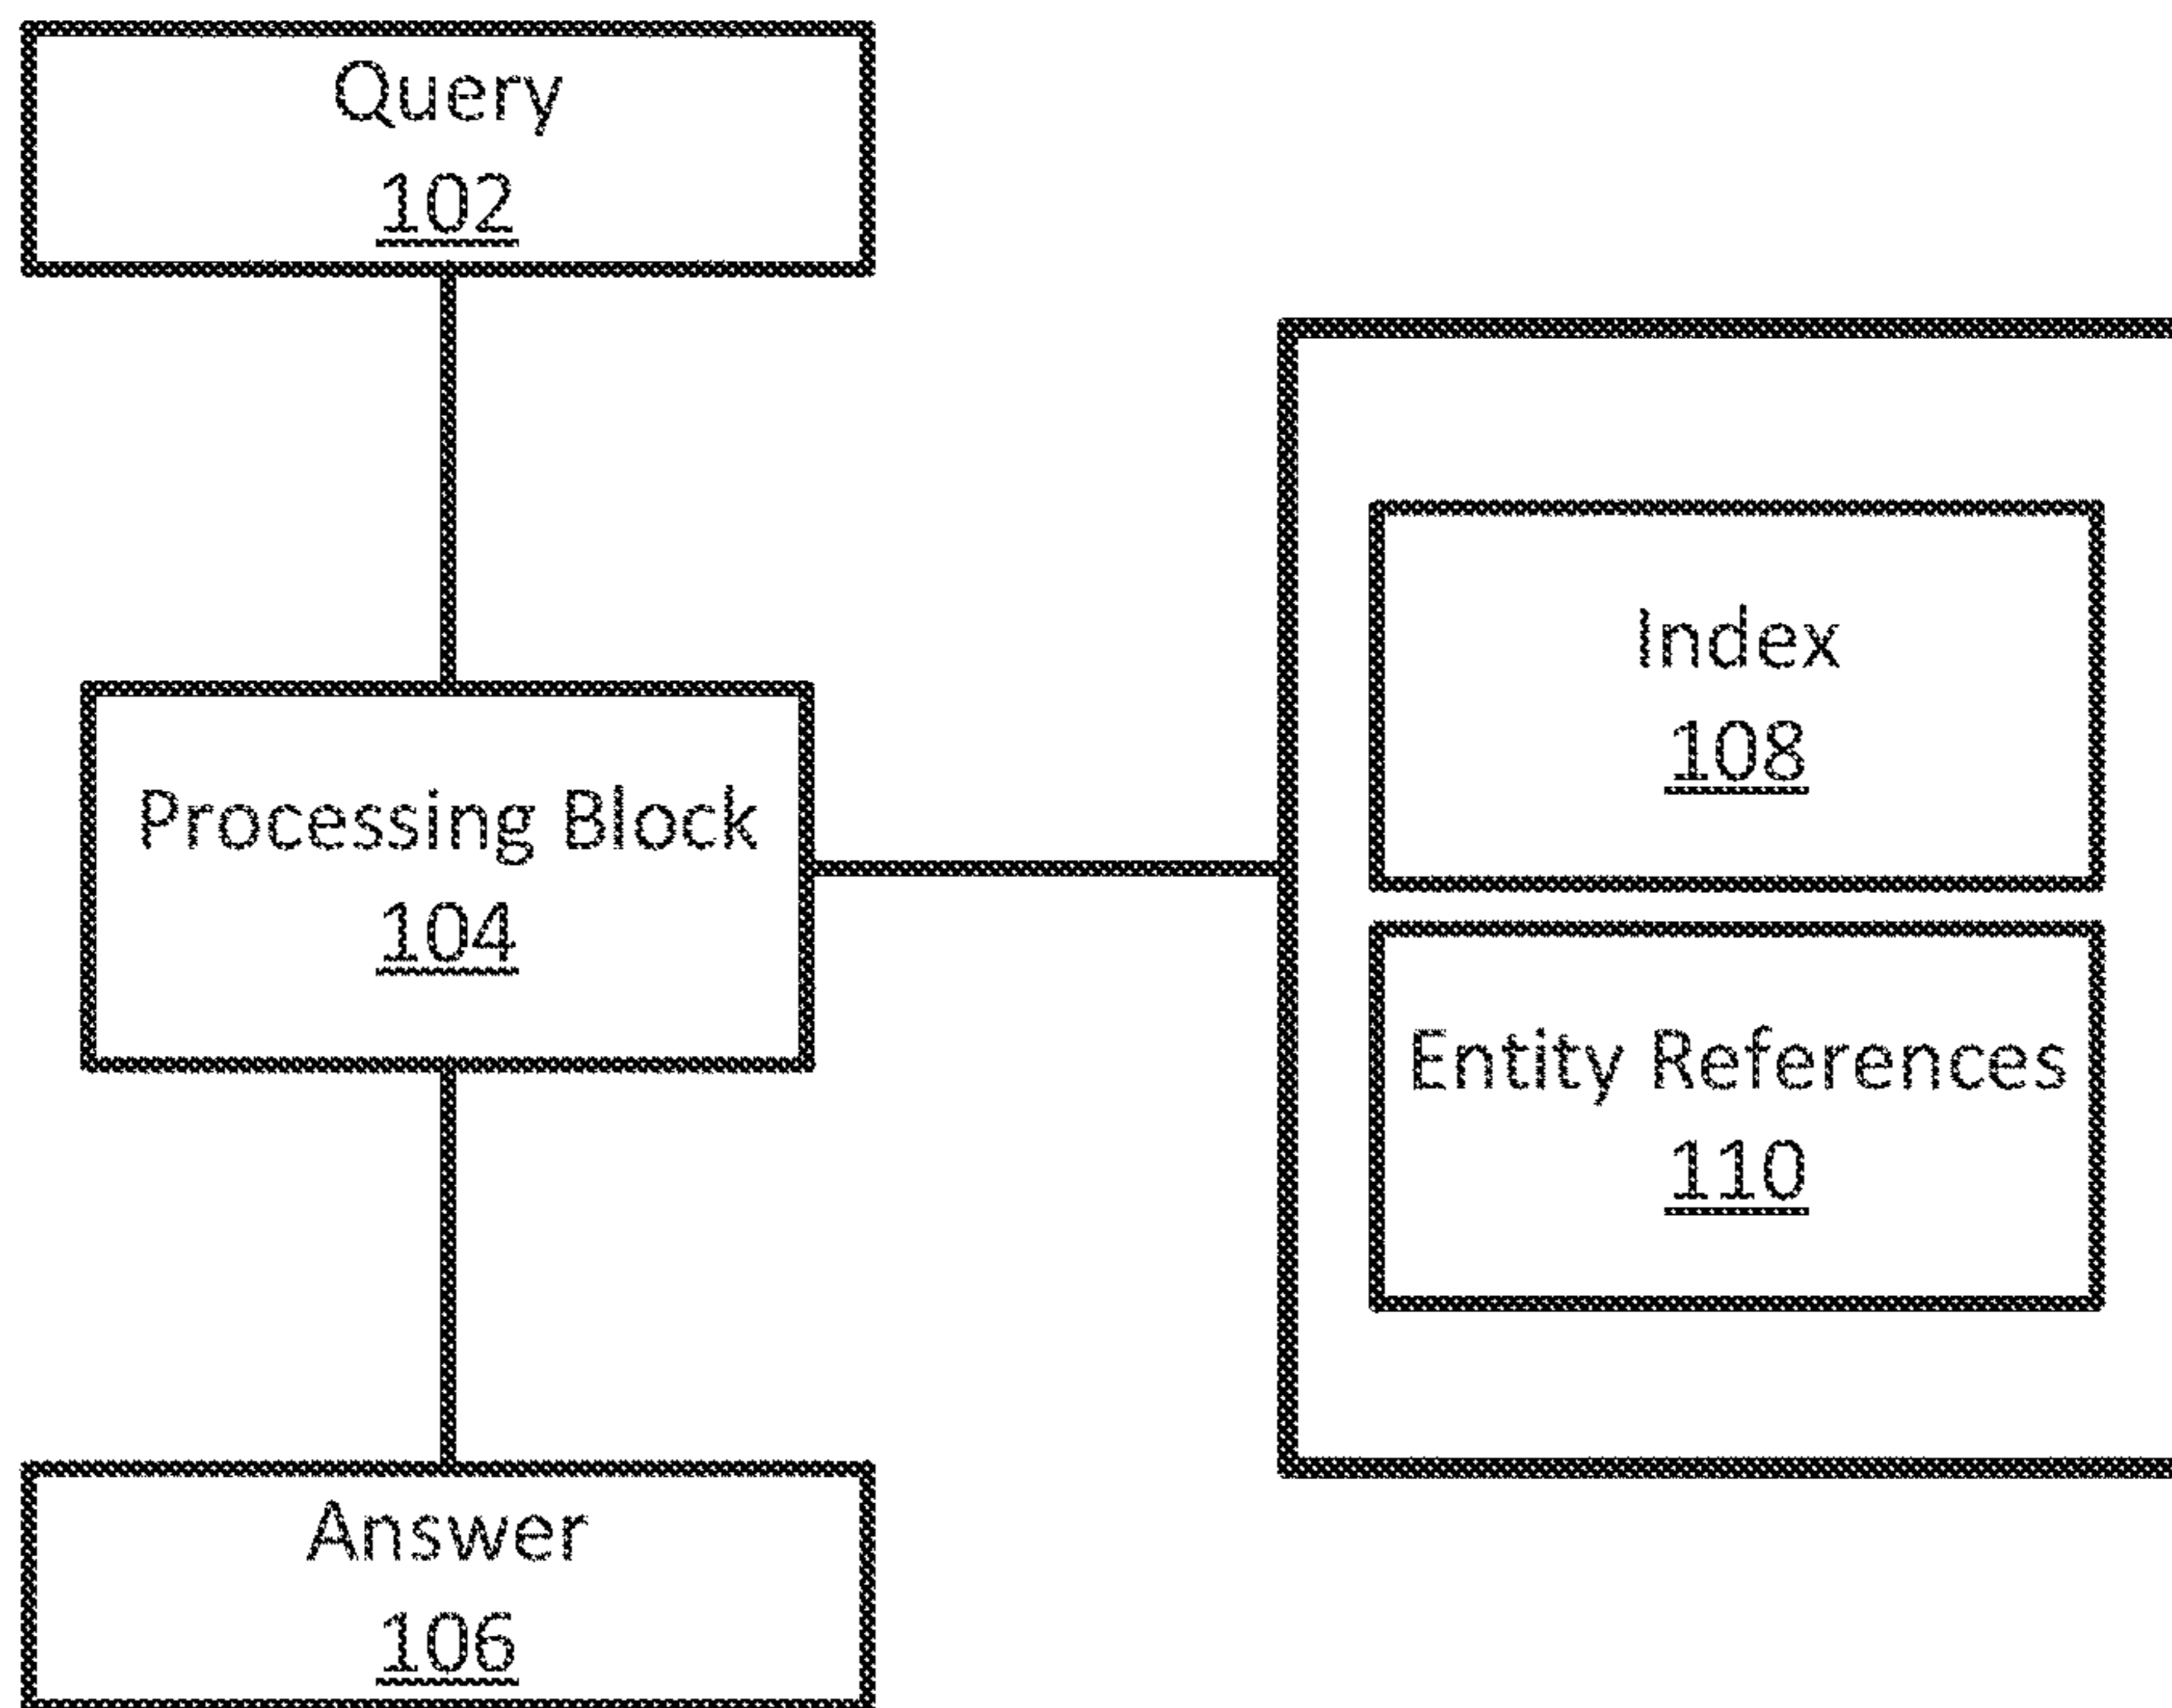 Query
102
Processing Block
104
Answer
106
Index
108
Entity References
110